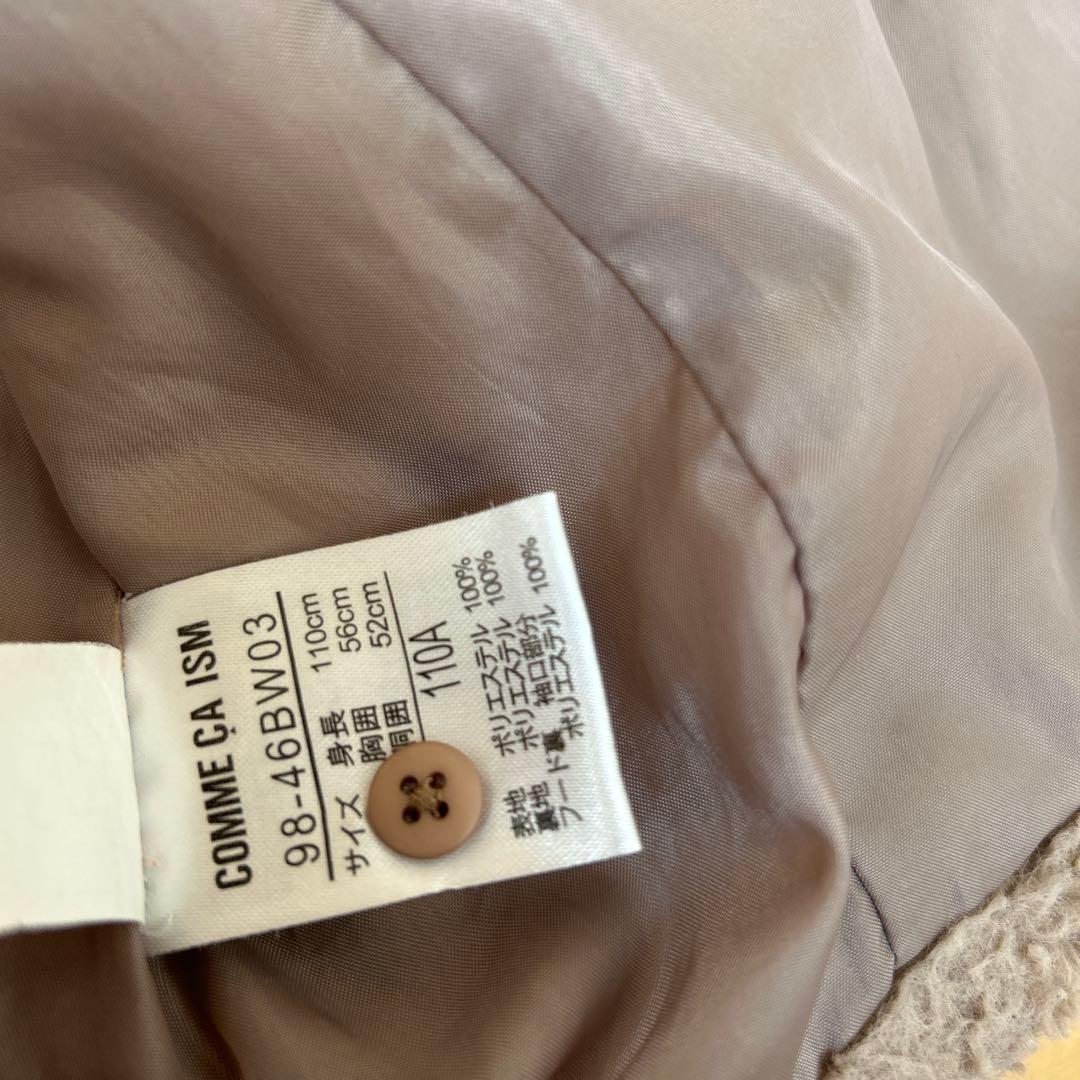 COMME ÇA ISM
98-46BW03
サイズ 身長 110cm
胸囲 56cm
胴囲 52cm
110A
表地 ポリエステル 100%
裏地 ポリエステル 100%
フード裏 袖口部分
ポリエステル 100%